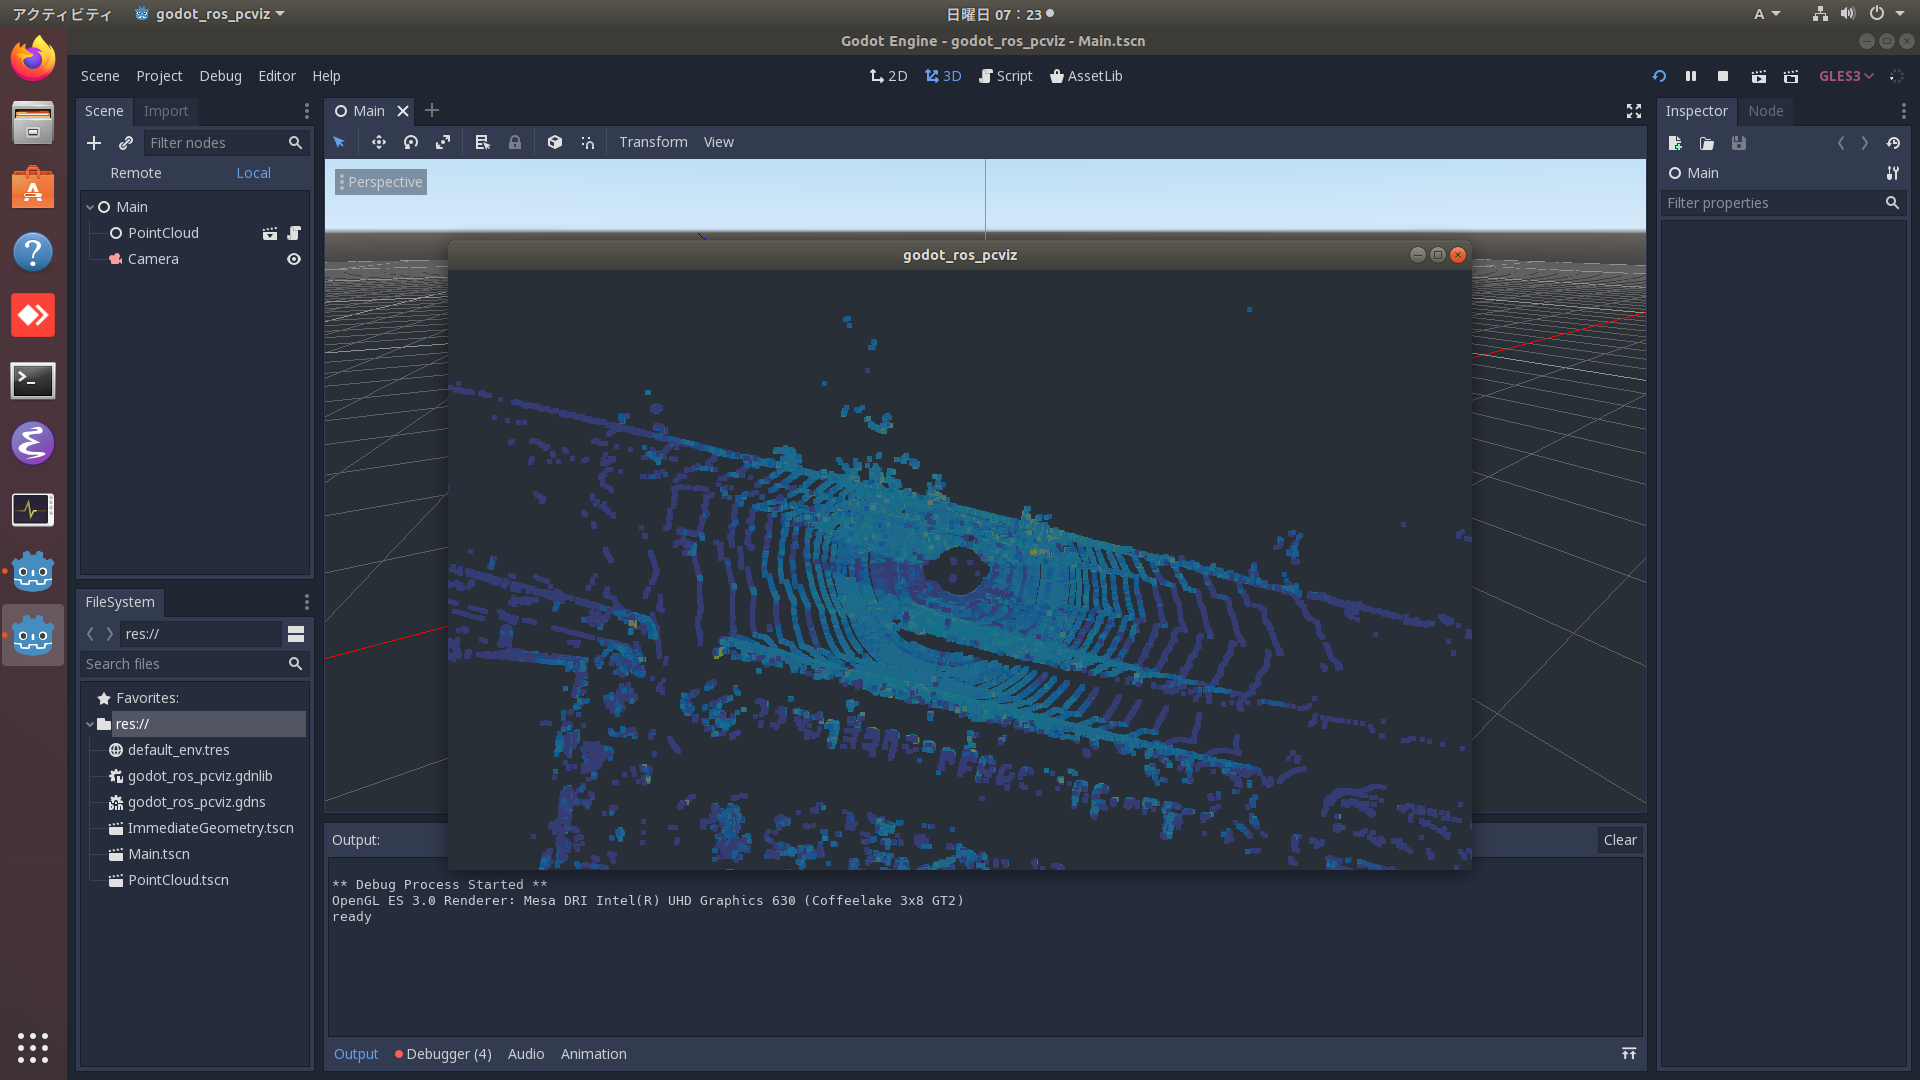 アクティビティ godot_ros_pcviz 日曜日 07：23 A
Godot Engine - godot_ros_pcviz - Main.tscn
Scene Project Debug Editor Help 2D 3D Script AssetLib GLES3
Scene Import
Filter nodes
Remote Local
Main
PointCloud
Camera
Main
Transform View
Perspective
godot_ros_pcviz
FileSystem
res://
Search files
Favorites:
res://
default_env.tres
godot_ros_pcviz.gdnlib
godot_ros_pcviz.gdns
ImmediateGeometry.tscn
Main.tscn
PointCloud.tscn
Output: Clear
** Debug Process Started **
OpenGL ES 3.0 Renderer: Mesa DRI Intel(R) UHD Graphics 630 (Coffeelake 3x8 GT2)
ready
Output Debugger (4) Audio Animation
Inspector Node
Main
Filter properties